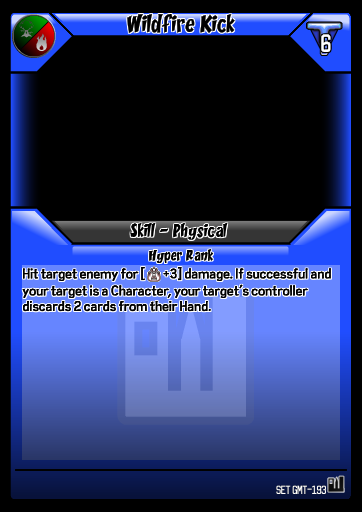 Wildfire Kick
6
Skill - Physical
Hyper Rank
Hit target enemy for [ +3] damage. If successful and
your target is a Character, your target's controller
discards 2 cards from their Hand.
SET GMT-193